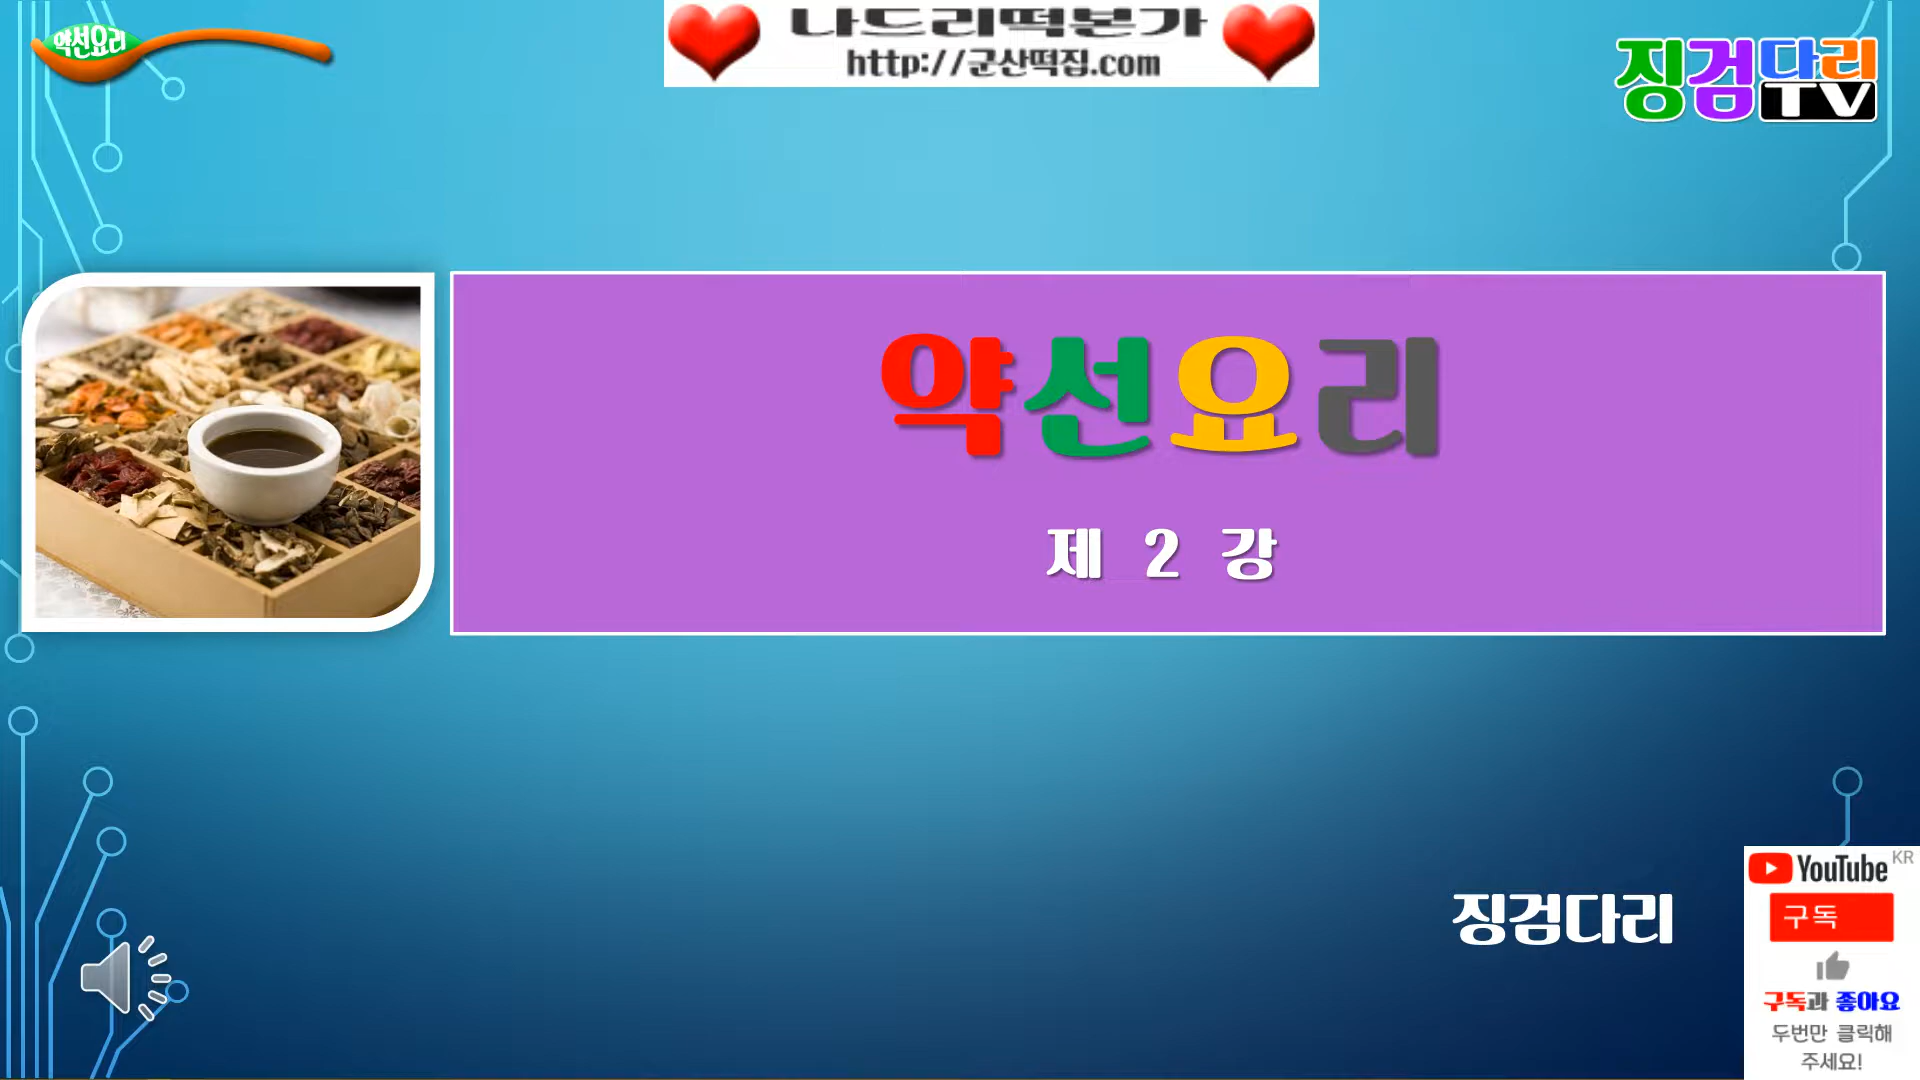 약선요리
나드리떡본가
http://군산떡집.com
징검다리
TV
약선요리
제 2 강
징검다리
YouTube KR
구독
구독과 좋아요
두번만 클릭해
주세요!